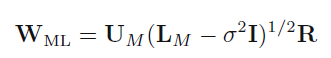 W_ML = U_M(L_M − σ²I)^{1/2}R